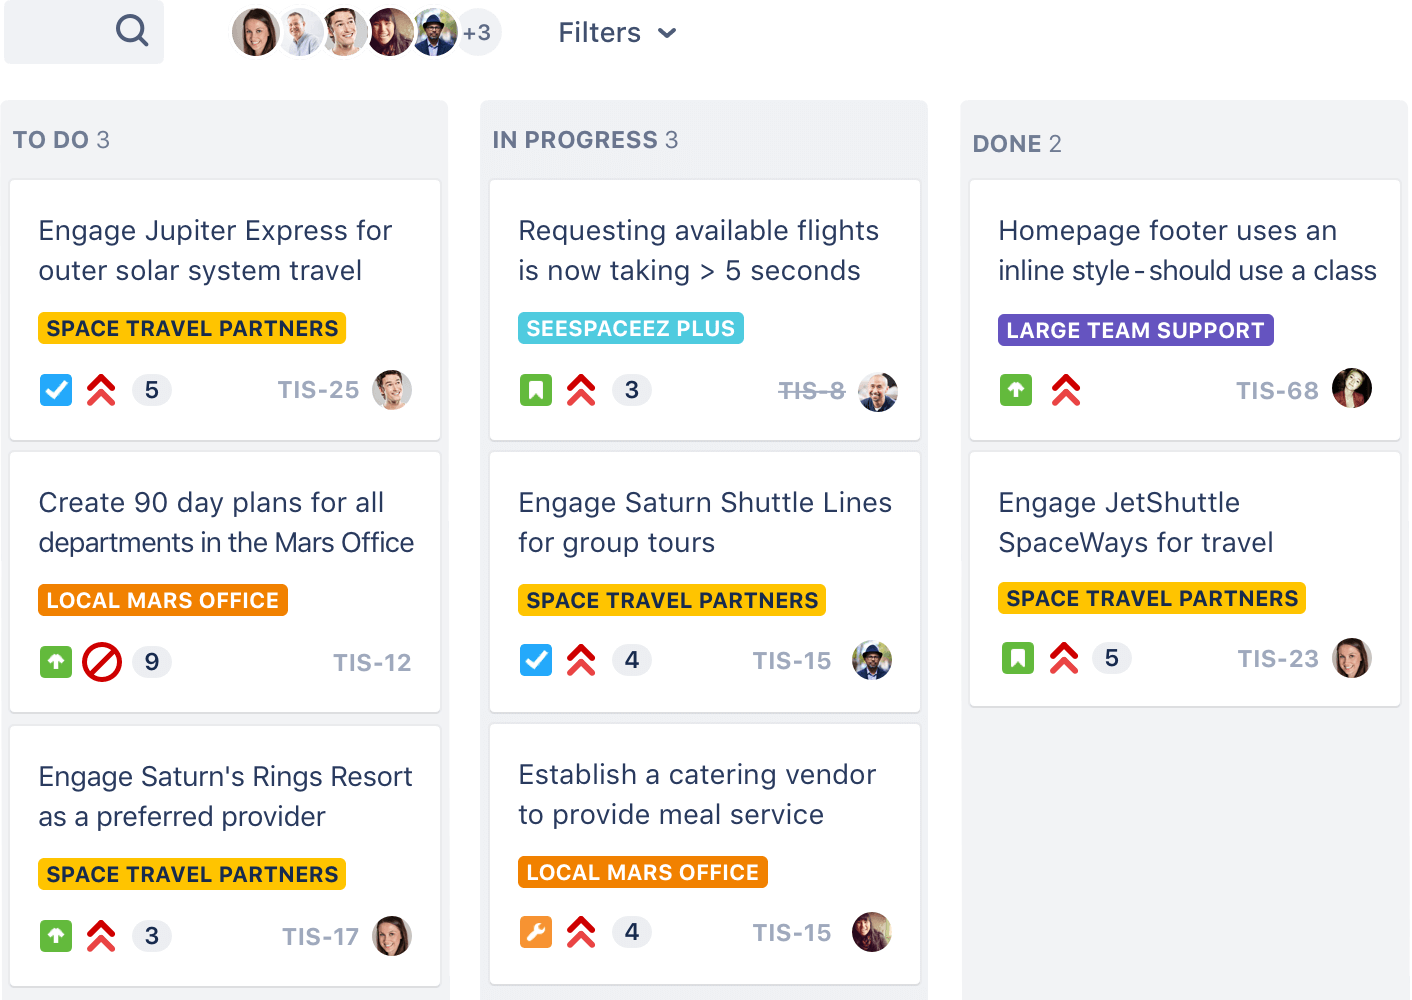 +3
Filters
TO DO 3
Engage Jupiter Express for
outer solar system travel
SPACE TRAVEL PARTNERS
5
TIS-25
Create 90 day plans for all
departments in the Mars Office
LOCAL MARS OFFICE
9
TIS-12
Engage Saturn's Rings Resort
as a preferred provider
SPACE TRAVEL PARTNERS
3
TIS-17
IN PROGRESS 3
Requesting available flights
is now taking > 5 seconds
SEESPACEEZ PLUS
3
TIS-8
Engage Saturn Shuttle Lines
for group tours
SPACE TRAVEL PARTNERS
4
TIS-15
Establish a catering vendor
to provide meal service
LOCAL MARS OFFICE
4
TIS-15
DONE 2
Homepage footer uses an
inline style-should use a class
LARGE TEAM SUPPORT
TIS-68
Engage JetShuttle
SpaceWays for travel
SPACE TRAVEL PARTNERS
5
TIS-23